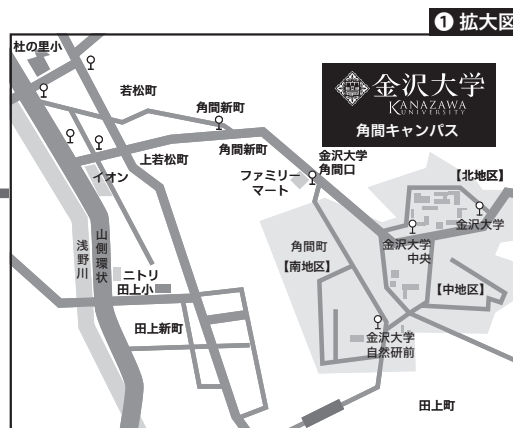 ❶ 拡大図
杜の里小
若松町
角間新町
上若松町
角間新町
イオン
金沢大学
KANAZAWA
UNIVERSITY
角間キャンパス
金沢大学
角間口
ファミリー
マート
【北地区】
金沢大学
金沢大学
中央
角間町
【南地区】
【中地区】
浅野川
山側環状
ニトリ
田上小
田上新町
金沢大学
自然研前
田上町